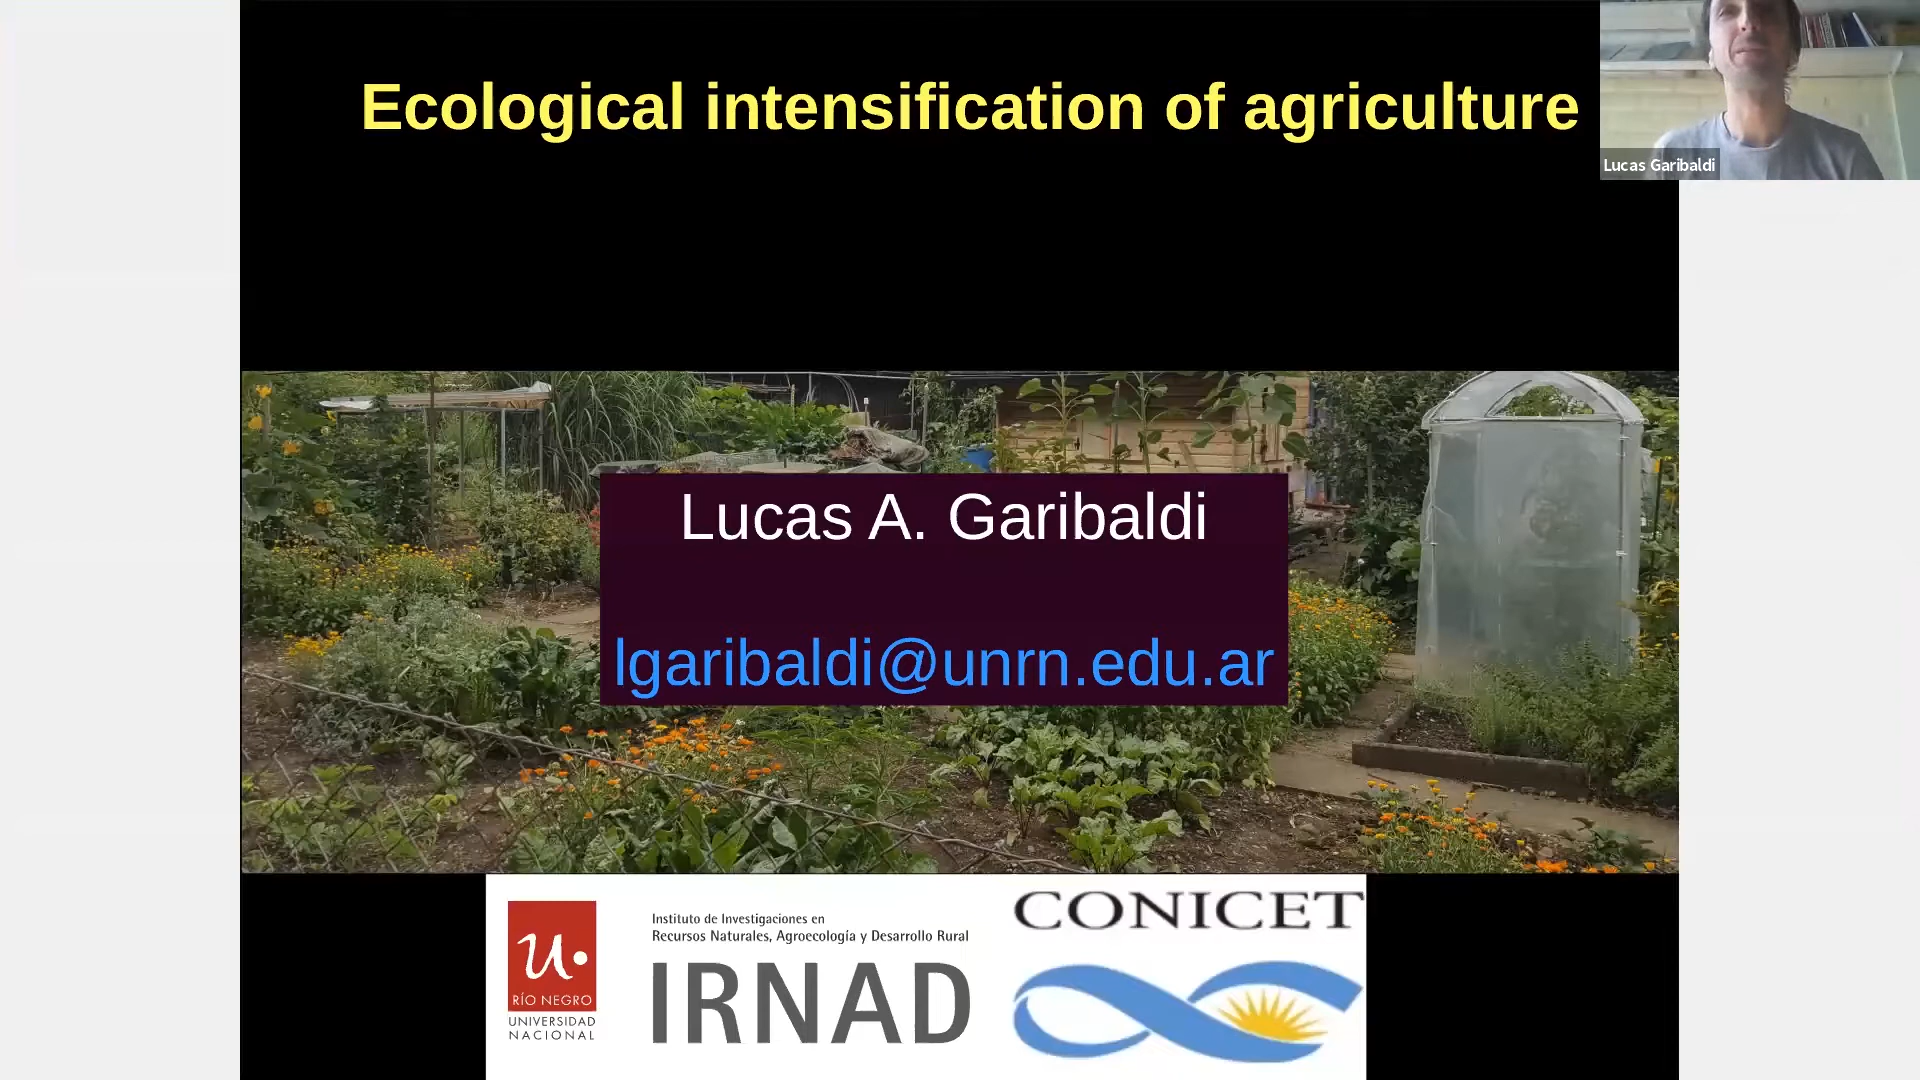 Ecological intensification of agriculture
Lucas Garibaldi
Lucas A. Garibaldi
lgaribaldi@unrn.edu.ar
Instituto de Investigaciones en
Recursos Naturales, Agroecología y Desarrollo Rural
IRNAD
CONICET
u.
RÍO NEGRO
UNIVERSIDAD
NACIONAL